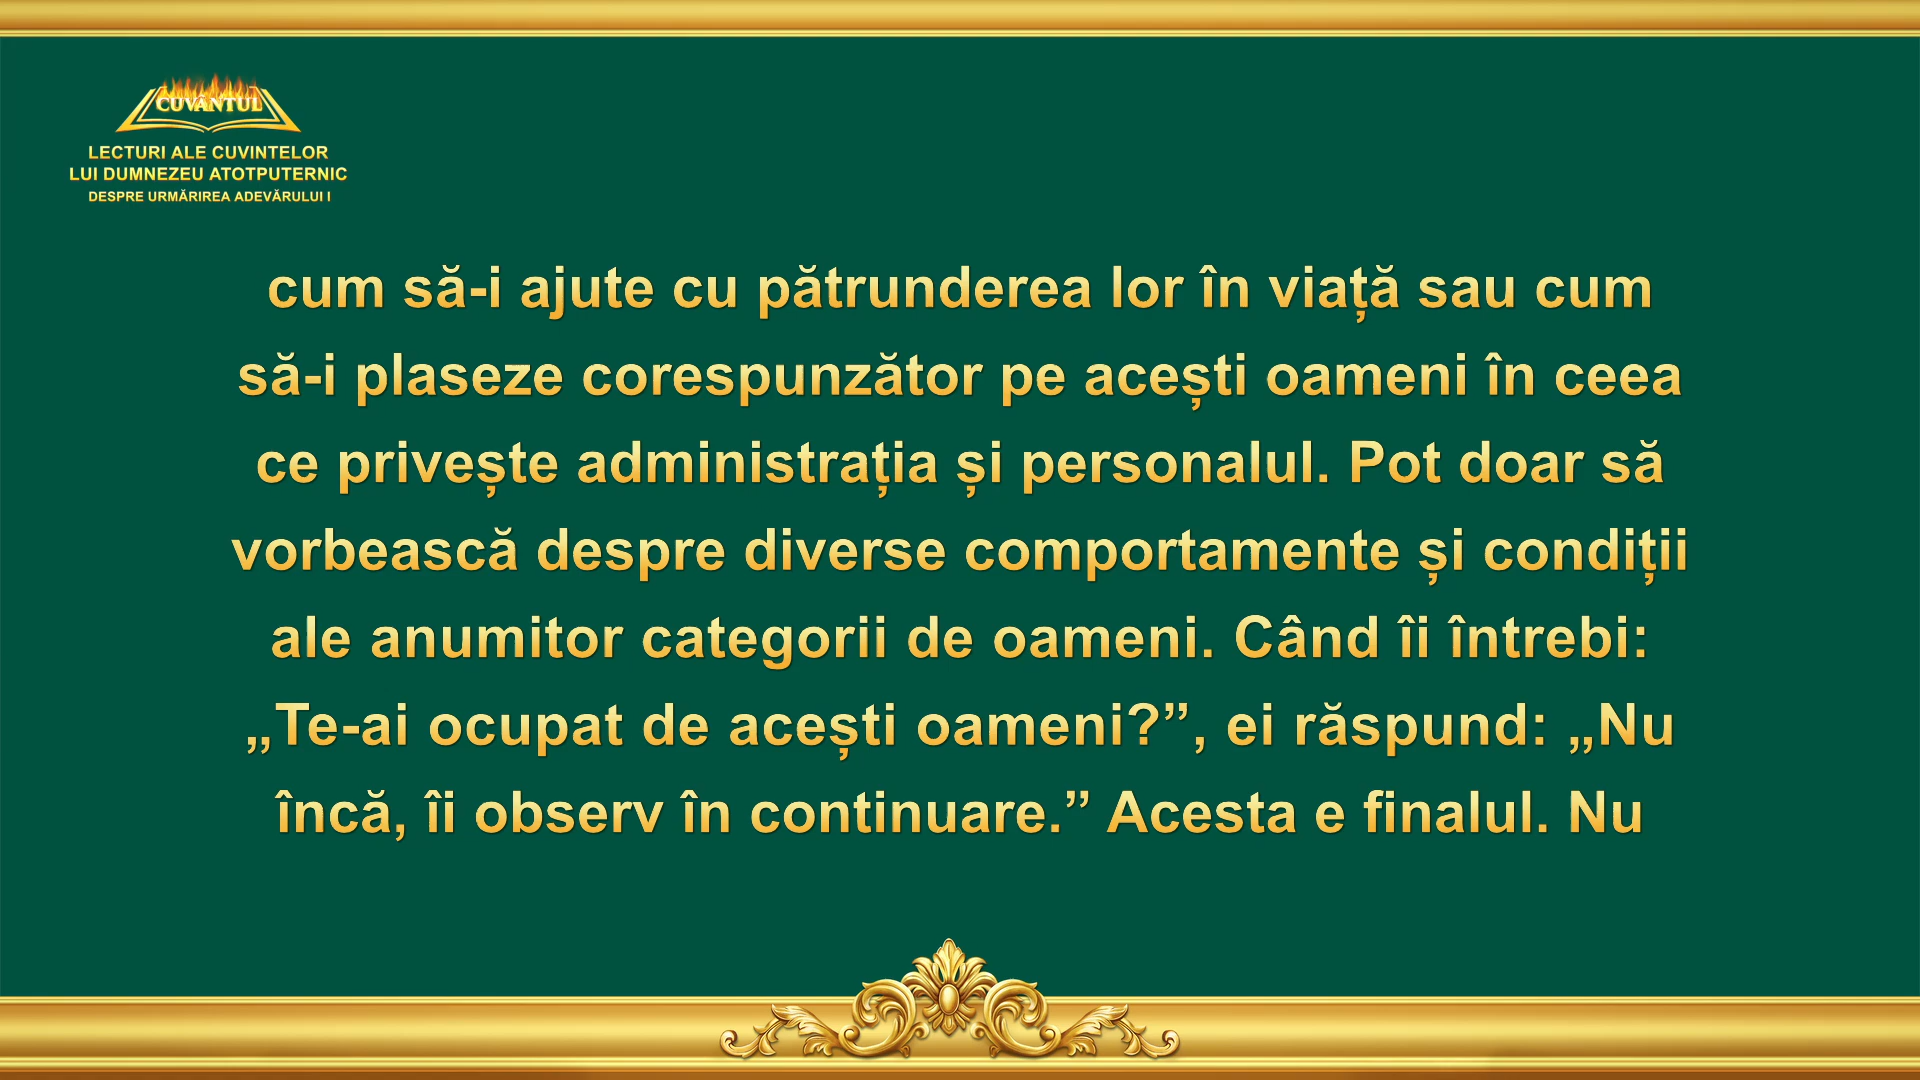 CUVÂNTUL
LECTURI ALE CUVINTELOR
LUI DUMNEZEU ATOTPUTERNIC
DESPRE URMĂRIREA ADEVĂRULUI I
cum să-i ajute cu pătrunderea lor în viață sau cum
să-i plaseze corespunzător pe acești oameni în ceea
ce privește administrația și personalul. Pot doar să
vorbească despre diverse comportamente și condiții
ale anumitor categorii de oameni. Când îi întrebi:
„Te-ai ocupat de acești oameni?”, ei răspund: „Nu
încă, îi observ în continuare.” Acesta e finalul. Nu